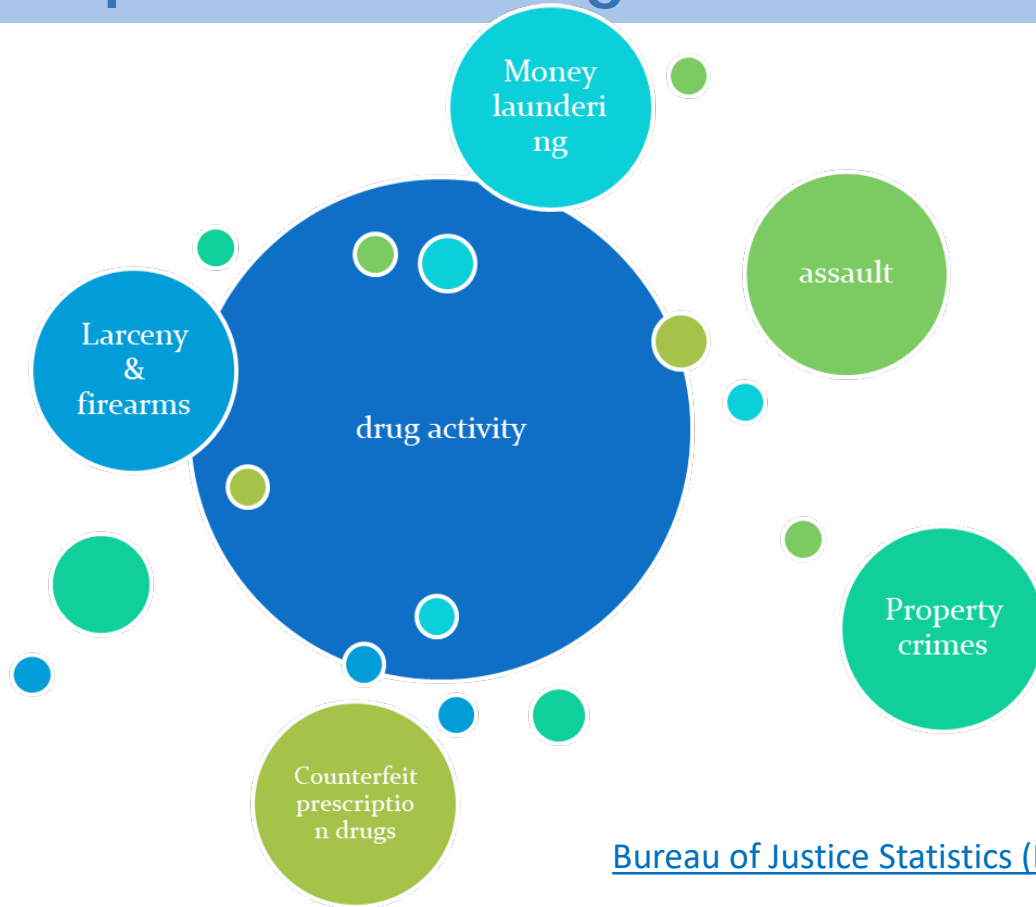 Money
launderi
ng
assault
Larceny
&
firearms
drug activity
Property
crimes
Counterfeit
prescriptio
n drugs
Bureau of Justice Statistics (